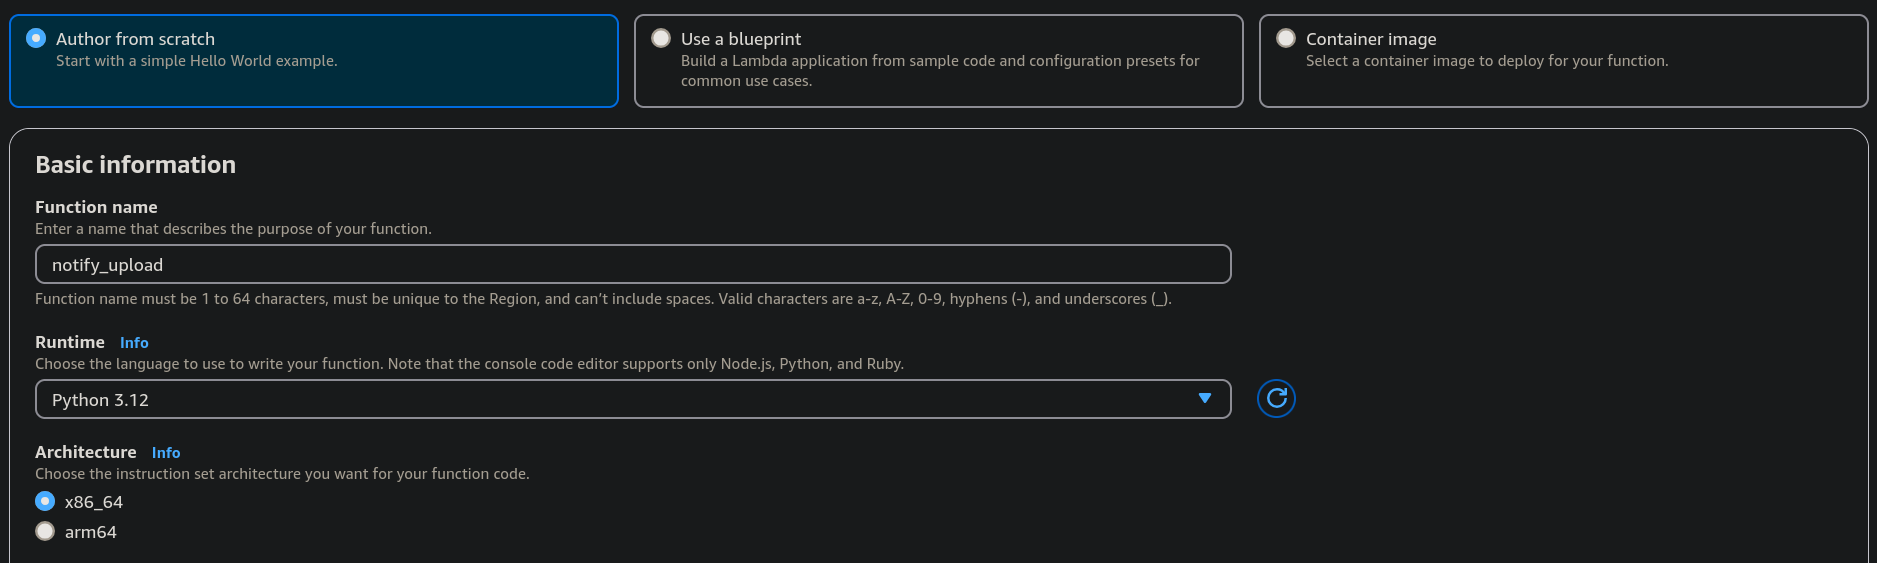 Author from scratch
Start with a simple Hello World example.
Use a blueprint
Build a Lambda application from sample code and configuration presets for
common use cases.
Container image
Select a container image to deploy for your function.
Basic information
Function name
Enter a name that describes the purpose of your function.
notify_upload
Function name must be 1 to 64 characters, must be unique to the Region, and can’t include spaces. Valid characters are a-z, A-Z, 0-9, hyphens (-), and underscores (_).
Runtime Info
Choose the language to use to write your function. Note that the console code editor supports only Node.js, Python, and Ruby.
Python 3.12
Architecture Info
Choose the instruction set architecture you want for your function code.
x86_64
arm64